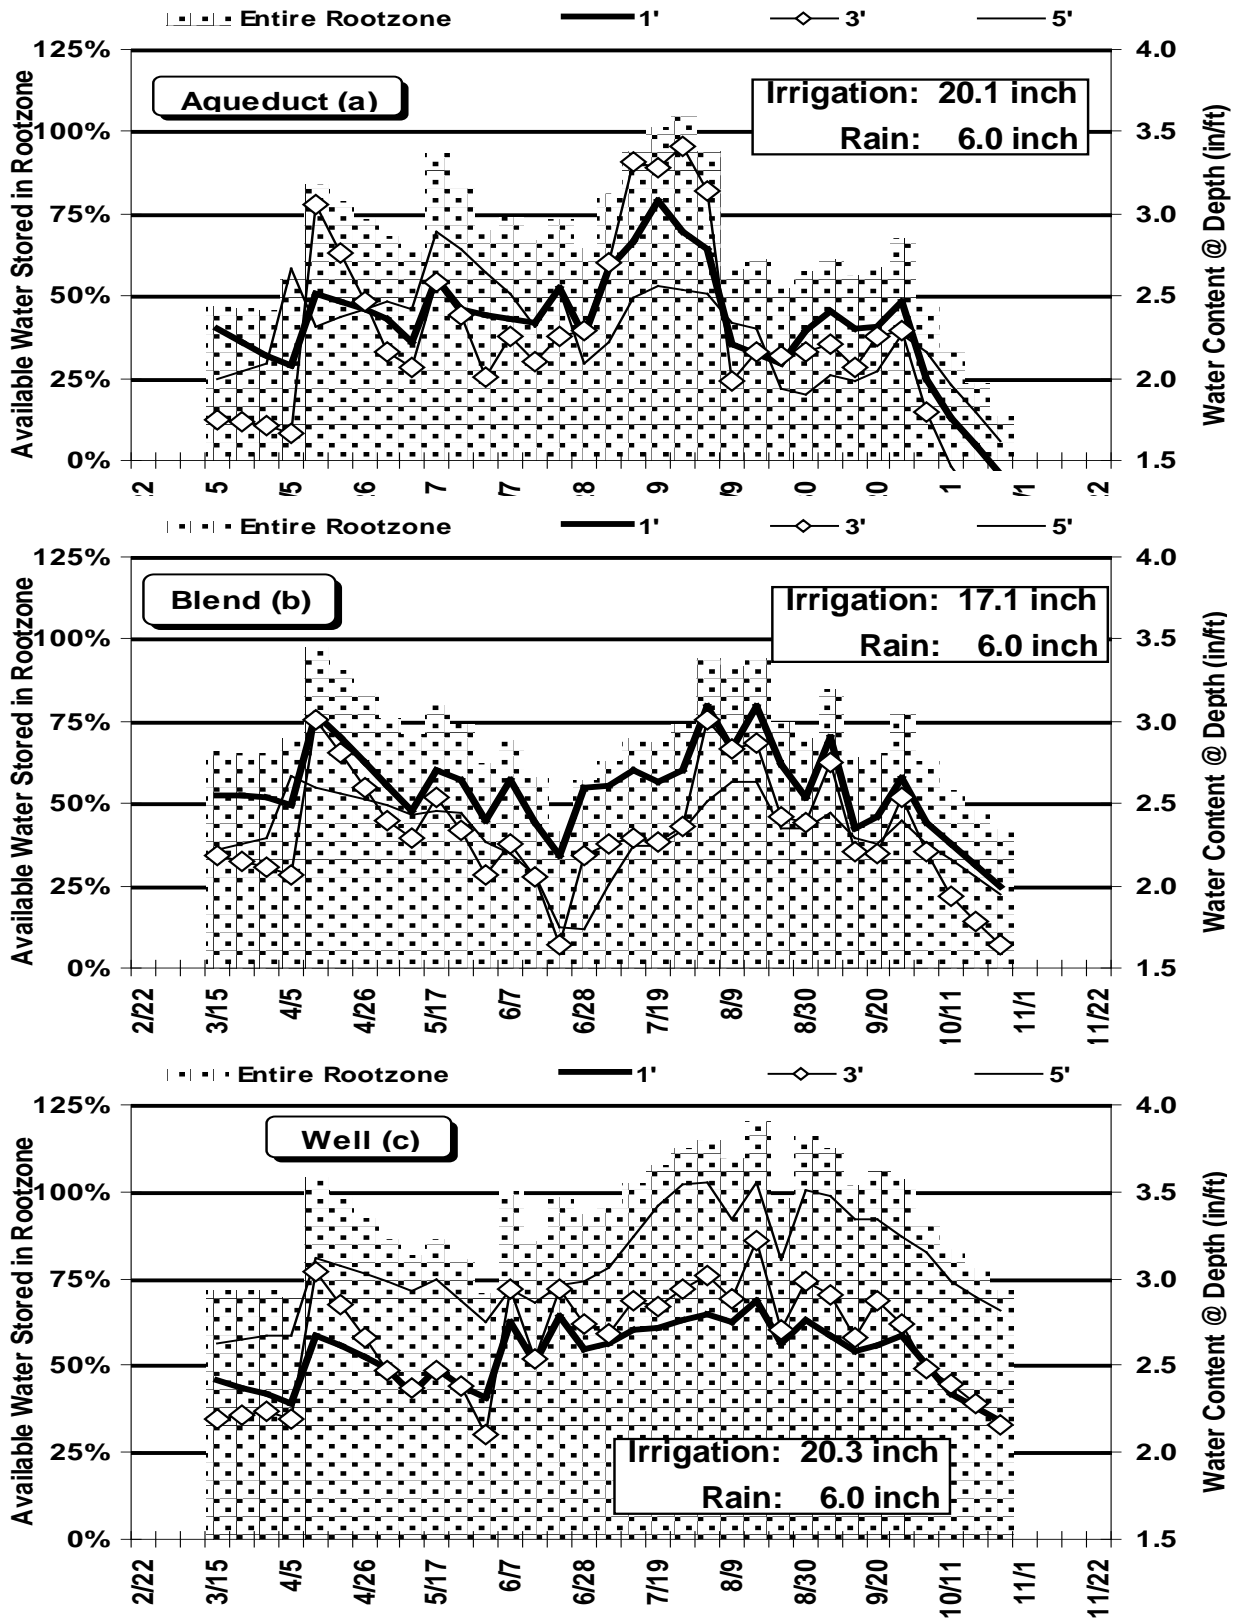 Entire Rootzone 1' 3' 5'
Available Water Stored in Rootzone
125%
100%
75%
50%
25%
0%
Aqueduct (a)
Irrigation: 20.1 inch
Rain: 6.0 inch
4.0
3.5
3.0
2.5
2.0
1.5
Water Content @ Depth (in/ft)
Entire Rootzone 1' 3' 5'
Available Water Stored in Rootzone
125%
100%
75%
50%
25%
0%
Blend (b)
Irrigation: 17.1 inch
Rain: 6.0 inch
4.0
3.5
3.0
2.5
2.0
1.5
Water Content @ Depth (in/ft)
2/22 3/15 4/5 4/26 5/17 6/7 6/28 7/19 8/9 8/30 9/20 10/11 11/1 11/22
Entire Rootzone 1' 3' 5'
Available Water Stored in Rootzone
125%
100%
75%
50%
25%
0%
Well (c)
Irrigation: 20.3 inch
Rain: 6.0 inch
4.0
3.5
3.0
2.5
2.0
1.5
Water Content @ Depth (in/ft)
2/22 3/15 4/5 4/26 5/17 6/7 6/28 7/19 8/9 8/30 9/20 10/11 11/1 11/22